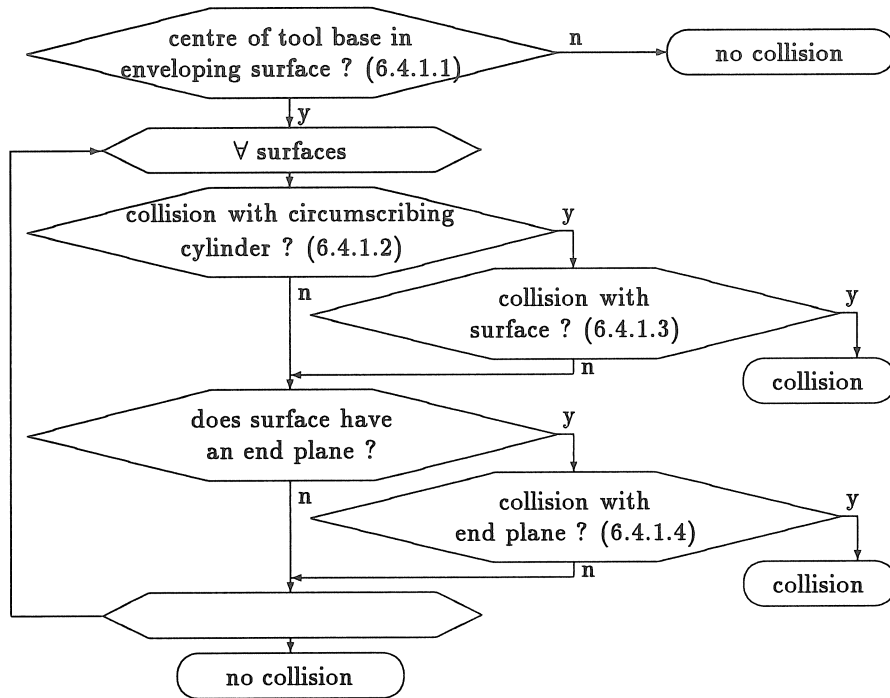 centre of tool base in
enveloping surface ? (6.4.1.1)
n
no collision
y
∀ surfaces
collision with circumscribing
cylinder ? (6.4.1.2)
y
n
collision with
surface ? (6.4.1.3)
y
n
collision
does surface have
an end plane ?
y
n
collision with
end plane ? (6.4.1.4)
y
n
collision
no collision